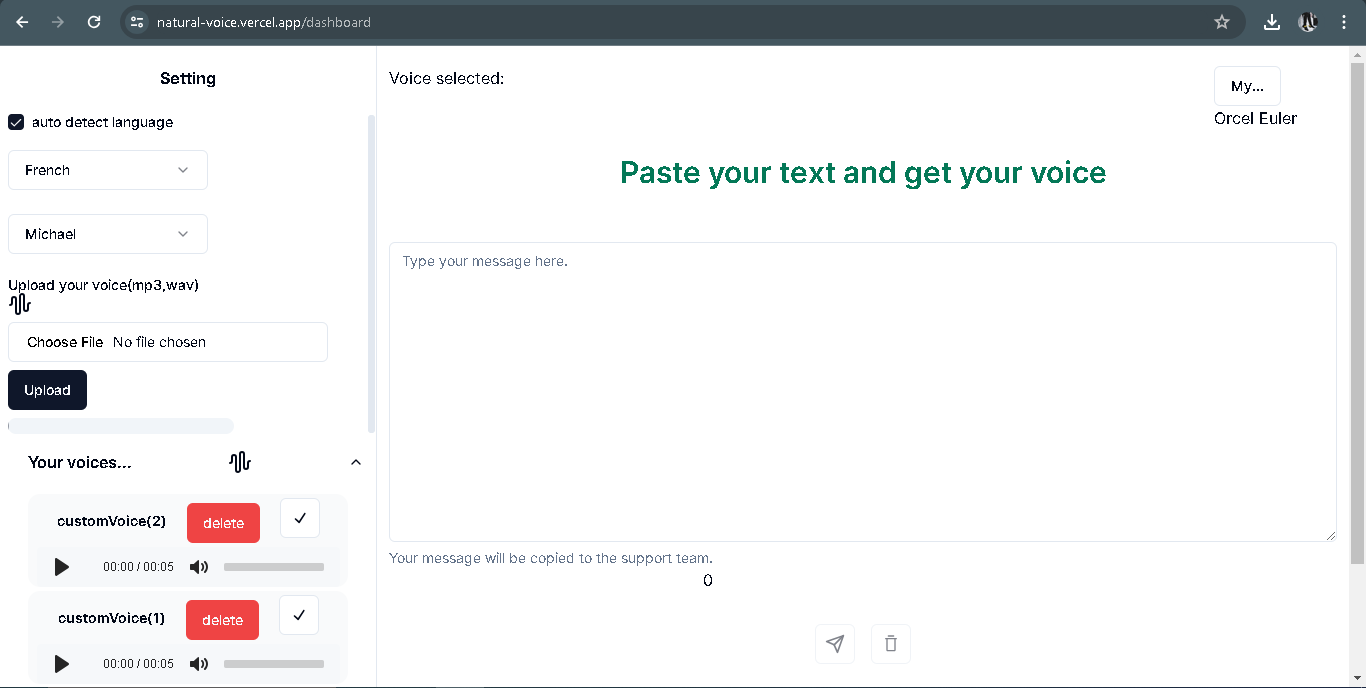 natural-voice.vercel.app/dashboard
Setting
auto detect language
French
Michael
Upload your voice(mp3,wav)
Choose File No file chosen
Upload
Your voices...
customVoice(2) delete
00:00 / 00:05
customVoice(1) delete
00:00 / 00:05
Voice selected:
My...
Orcel Euler
Paste your text and get your voice
Type your message here.
Your message will be copied to the support team.
0